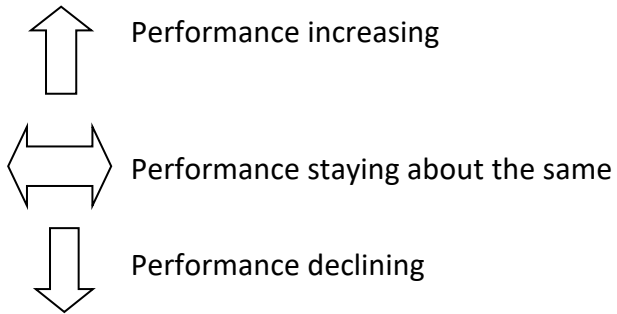 Performance increasing
Performance staying about the same
Performance declining